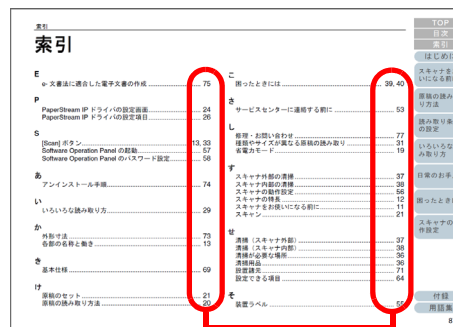 索引
索引
E
e- 文書法に適合した電子文書の作成 ... 75
P
PaperStream IP ドライバの設定画面 ... 24
PaperStream IP ドライバの設定項目 ... 26
S
[Scan] ボタン ... 13, 33
Software Operation Panel の起動 ... 57
Software Operation Panel のパスワード設定 ... 58
あ
アンインストール手順 ... 74
い
いろいろな読み取り方 ... 29
か
外形寸法 ... 73
各部の名称と働き ... 13
き
基本仕様 ... 69
け
原稿のセット ... 21
原稿の読み取り方法 ... 20
こ
困ったときには ... 39, 40
さ
サービスセンターに連絡する前に ... 53
し
修理・お問い合わせ ... 77
種類やサイズが異なる原稿の読み取り ... 31
省電力モード ... 19
す
スキャナ外部の清掃 ... 37
スキャナ内部の清掃 ... 38
スキャナの動作設定 ... 56
スキャナの特長 ... 12
スキャナをお使いになる前に ... 11
スキャン ... 21
せ
清掃（スキャナ外部） ... 37
清掃（スキャナ内部） ... 38
清掃が必要な場所 ... 36
清掃用品 ... 36
設置諸元 ... 71
設定できる項目 ... 64
そ
装置ラベル ... 55
TOP
目次
索引
はじめに
スキャナを
いになる前
原稿の読み
り方法
読み取り条
の設定
いろいろな
み取り方
日常のお手
困ったとき
スキャナの
作設定
付録
用語集
8